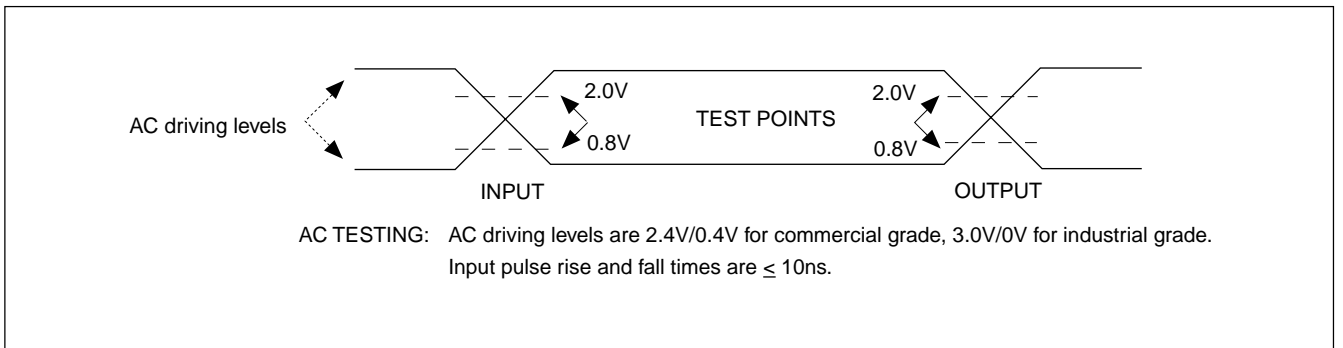 AC driving levels
2.0V
0.8V
TEST POINTS
2.0V
0.8V
INPUT
OUTPUT
AC TESTING: AC driving levels are 2.4V/0.4V for commercial grade, 3.0V/0V for industrial grade.
Input pulse rise and fall times are ≤ 10ns.